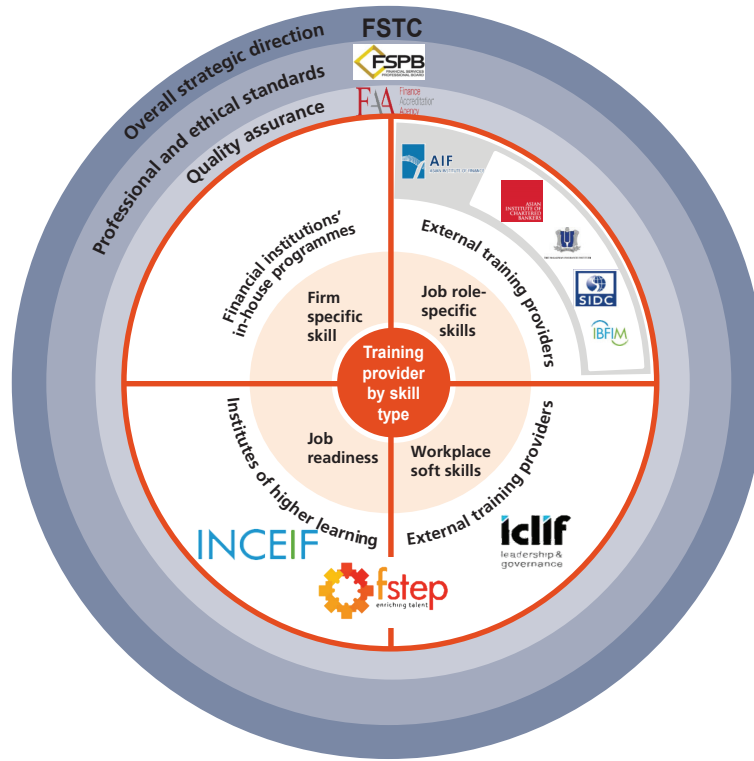 Overall strategic direction
FSTC
Professional and ethical standards
FSPB
FINANCIAL SERVICES
PROFESSIONAL BOARD
Quality assurance
FAA
Finance
Accreditation
Agency
AIF
ASIAN INSTITUTE OF FINANCE
ASIAN
INSTITUTE OF
CHARTERED
BANKERS
SIDC
IBFIM
Financial institutions'
in-house programmes
External training providers
Firm
specific
skill
Job role-
specific
skills
Training
provider
by skill
type
Job
readiness
Workplace
soft skills
Institutes of higher learning
External training providers
INCEIF
iclif
leadership &
governance
fstep
enriching talent